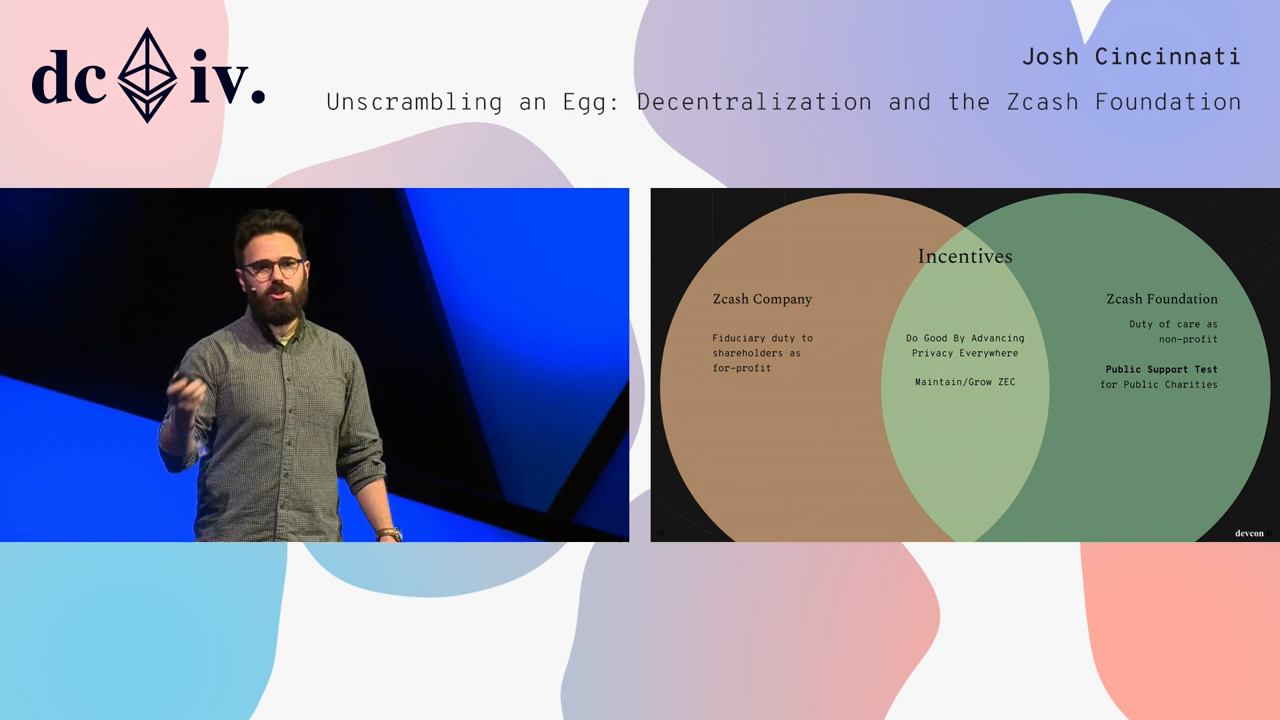 dc iv.
Josh Cincinnati
Unscrambling an Egg: Decentralization and the Zcash Foundation
Incentives
Zcash Company
Fiduciary duty to
shareholders as
for-profit
Do Good By Advancing
Privacy Everywhere
Maintain/Grow ZEC
Zcash Foundation
Duty of care as
non-profit
Public Support Test
for Public Charities
devcon